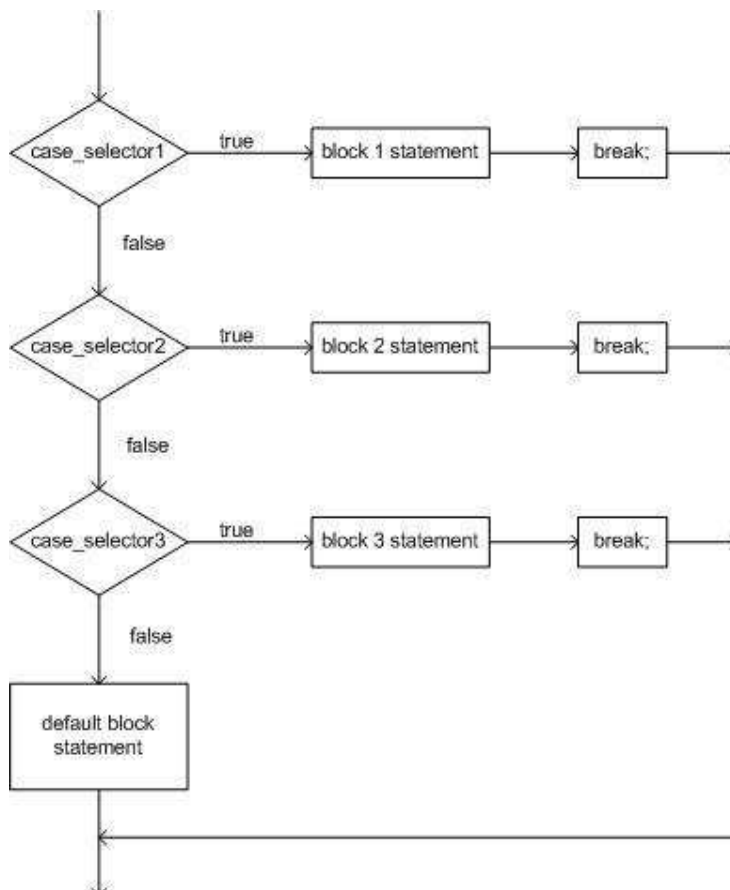 case_selector1
true
block 1 statement
break;
false
case_selector2
true
block 2 statement
break;
false
case_selector3
true
block 3 statement
break;
false
default block
statement